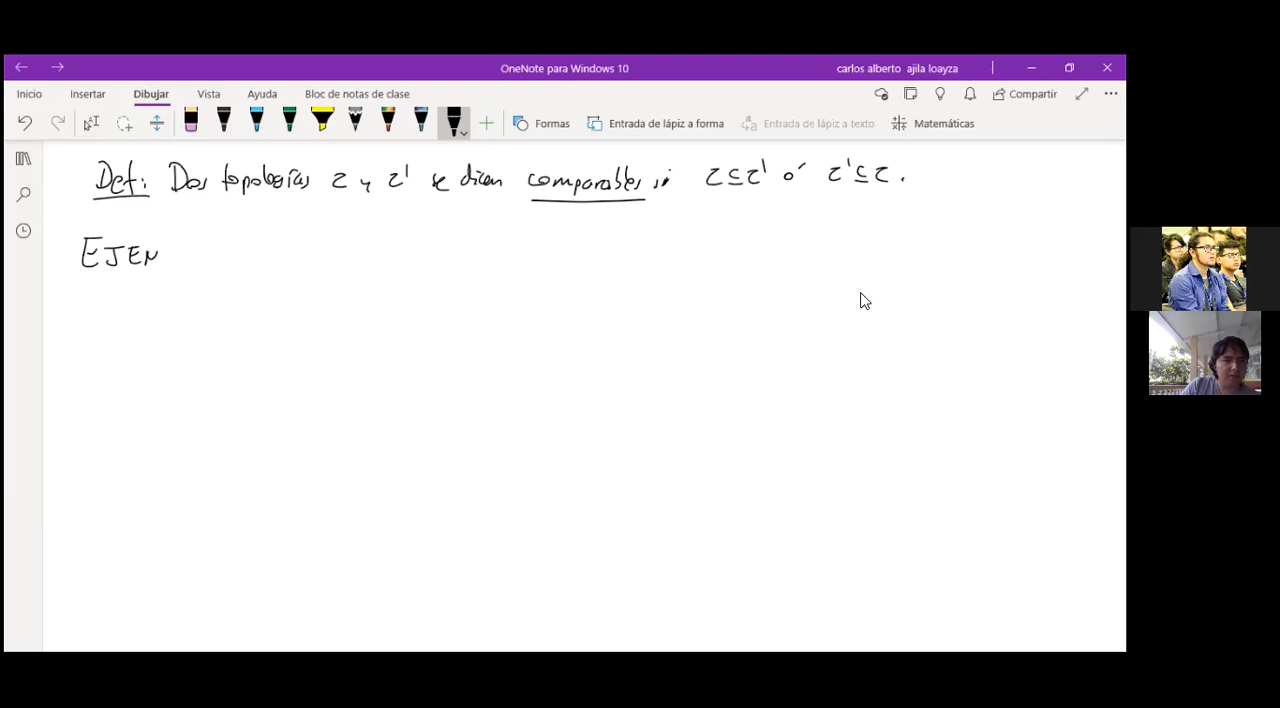 OneNote para Windows 10
carlos alberto ajila loayza
Inicio Insertar Dibujar Vista Ayuda Bloc de notas de clase
Compartir
Formas Entrada de lápiz a forma Entrada de lápiz a texto Matemáticas
Def: Dos topologías τ y τ' se dicen comparables si τ⊆τ' ó τ'⊆τ.
EJEM